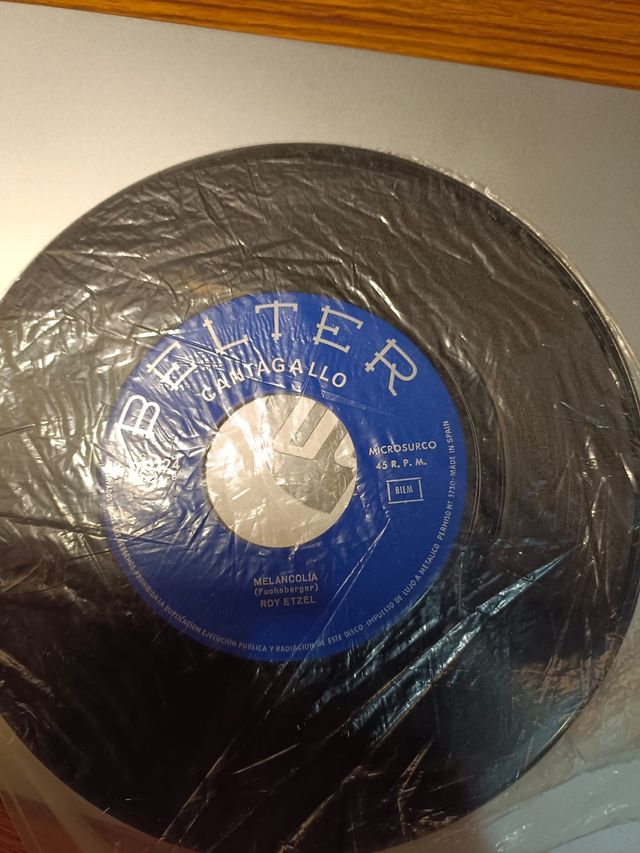 BELTER
CANTAGALLO
MICROSURCO
45 R. P. M.
BIEM
MELANCOLIA
(Fuchsberger)
ROY ETZEL
PROHIBIDA LA DUPLICACION EJECUCION PUBLICA Y RADIACION DE ESTE DISCO IMPUESTO DE LUJO A METALICO PERMISO Nº 3730-MADE IN SPAIN